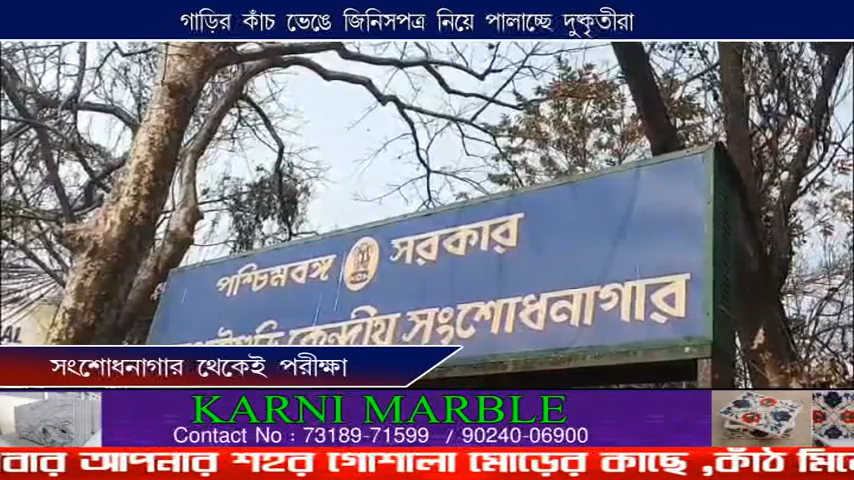 গাড়ির কাঁচ ভেঙে জিনিসপত্র নিয়ে পালাচ্ছে দুষ্কৃতীরা
পশ্চিমবঙ্গ সরকার
কেন্দ্রীয় সংশোধনাগার
সংশোধনাগার থেকেই পরীক্ষা
KARNI MARBLE
Contact No : 73189-71599 / 90240-06900
আপনার শহর গোশালা মোড়ের কাছে ,কাঁঠ